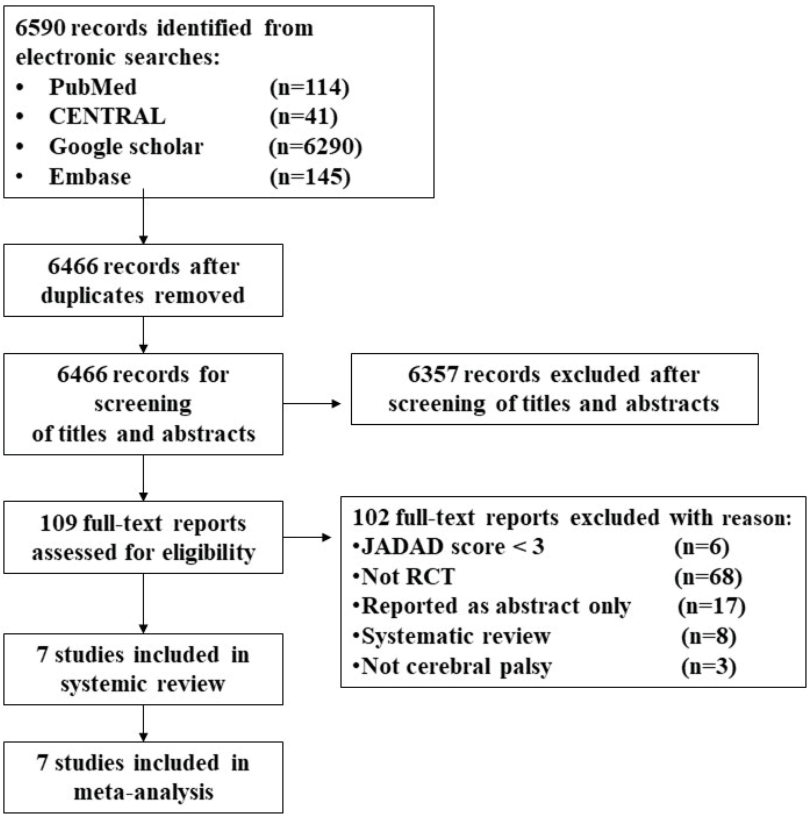 6590 records identified from
electronic searches:
• PubMed (n=114)
• CENTRAL (n=41)
• Google scholar (n=6290)
• Embase (n=145)
6466 records after
duplicates removed
6466 records for
screening
of titles and abstracts
6357 records excluded after
screening of titles and abstracts
109 full-text reports
assessed for eligibility
102 full-text reports excluded with reason:
•JADAD score < 3 (n=6)
•Not RCT (n=68)
•Reported as abstract only (n=17)
•Systematic review (n=8)
•Not cerebral palsy (n=3)
7 studies included in
systemic review
7 studies included in
meta-analysis